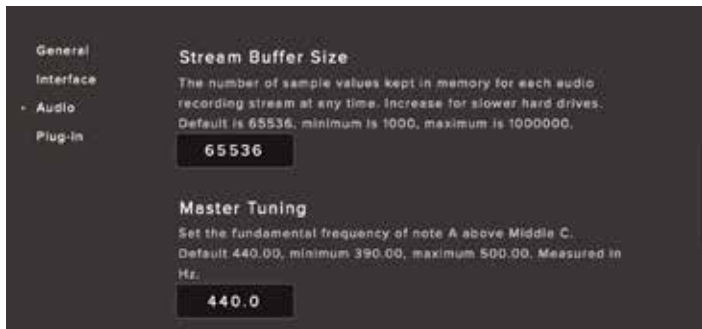 General
Interface
Audio
Plug-In
Stream Buffer Size
The number of sample values kept in memory for each audio
recording stream at any time. Increase for slower hard drives.
Default is 65536, minimum is 1000, maximum is 1000000.
65536
Master Tuning
Set the fundamental frequency of note A above Middle C.
Default 440.00, minimum 390.00, maximum 500.00. Measured in
Hz.
440.0